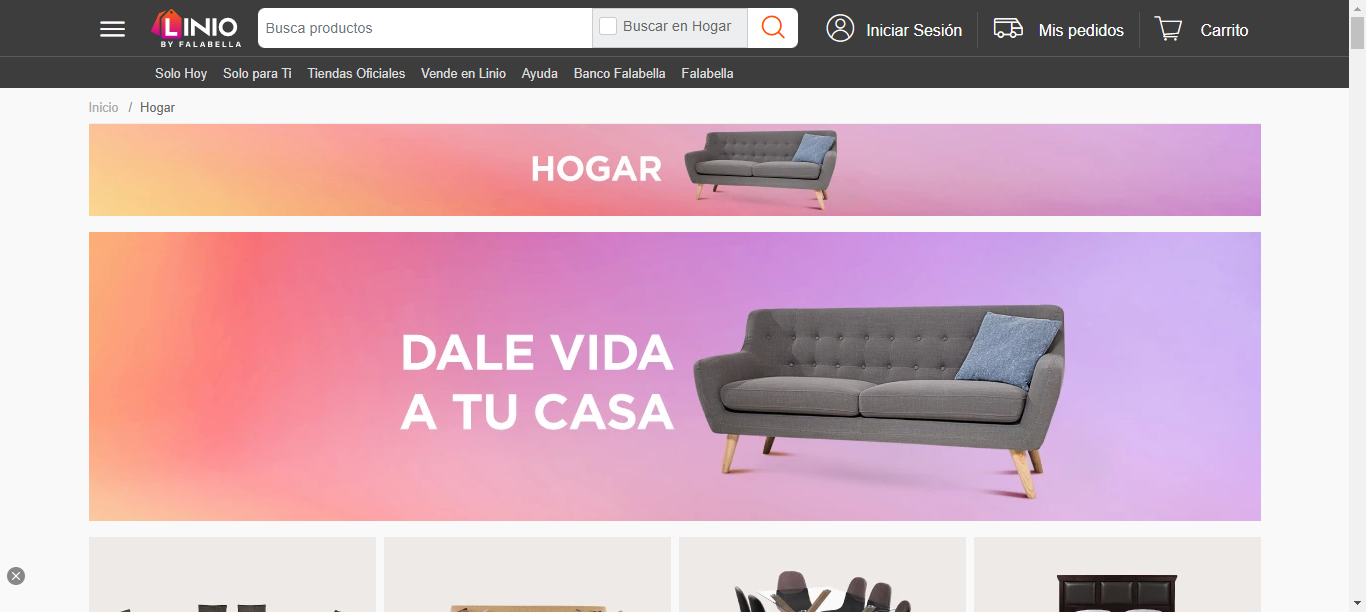 LINIO
BY FALABELLA
Busca productos
Buscar en Hogar
Iniciar Sesión
Mis pedidos
Carrito
Solo Hoy
Solo para Ti
Tiendas Oficiales
Vende en Linio
Ayuda
Banco Falabella
Falabella
Inicio / Hogar
HOGAR
DALE VIDA
A TU CASA